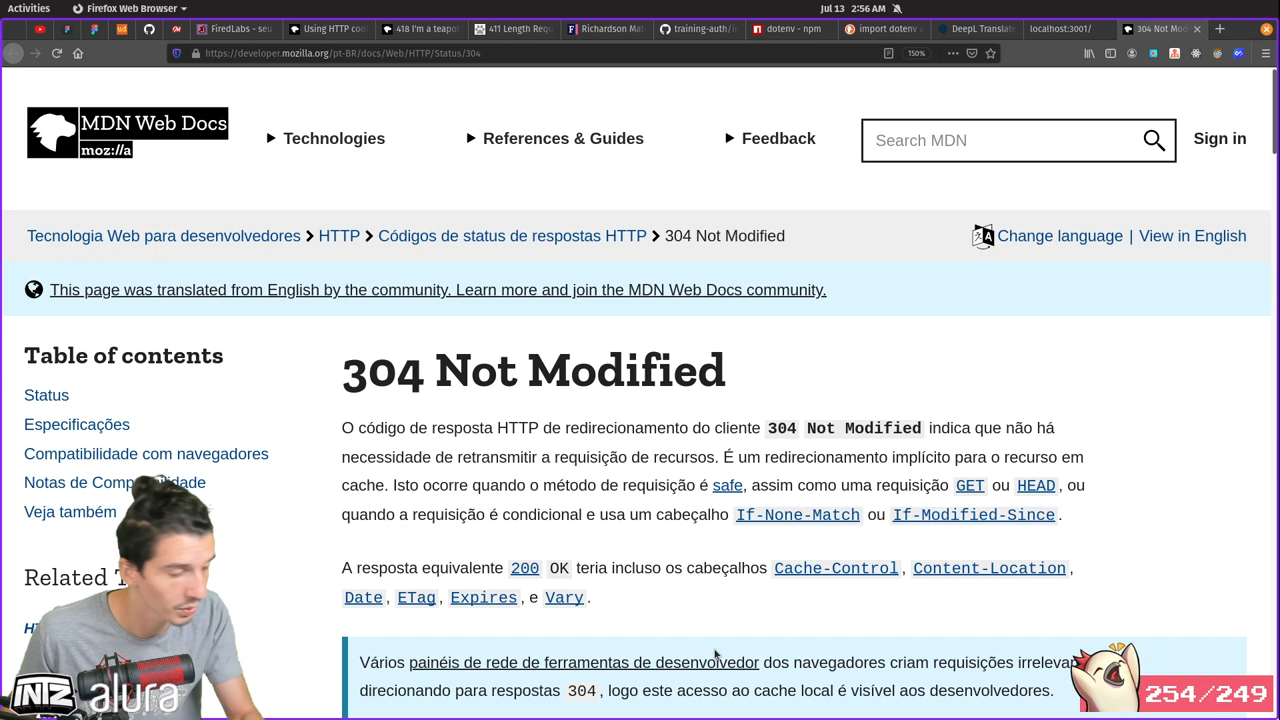 Activities
Firefox Web Browser
Jul 13 2:56 AM
FiredLabs - seu
Using HTTP coo
418 I'm a teapo
411 Length Req
Richardson Mat
training-auth/i
dotenv - npm
import dotenv
DeepL Translate
localhost:3001/
304 Not Mod
https://developer.mozilla.org/pt-BR/docs/Web/HTTP/Status/304
150%
MDN Web Docs
moz://a
Technologies
References & Guides
Feedback
Search MDN
Sign in
Tecnologia Web para desenvolvedores
HTTP
Códigos de status de respostas HTTP
304 Not Modified
Change language | View in English
This page was translated from English by the community. Learn more and join the MDN Web Docs community.
Table of contents
Status
Especificações
Compatibilidade com navegadores
Notas de Compatibilidade
Veja também
Related T
304 Not Modified
O código de resposta HTTP de redirecionamento do cliente 304 Not Modified indica que não há
necessidade de retransmitir a requisição de recursos. É um redirecionamento implícito para o recurso em
cache. Isto ocorre quando o método de requisição é safe, assim como uma requisição GET ou HEAD, ou
quando a requisição é condicional e usa um cabeçalho If-None-Match ou If-Modified-Since.
A resposta equivalente 200 OK teria incluso os cabeçalhos Cache-Control, Content-Location,
Date, ETag, Expires, e Vary.
Vários painéis de rede de ferramentas de desenvolvedor dos navegadores criam requisições irrelevan
direcionando para respostas 304, logo este acesso ao cache local é visível aos desenvolvedores.
INTZ alura
254/249